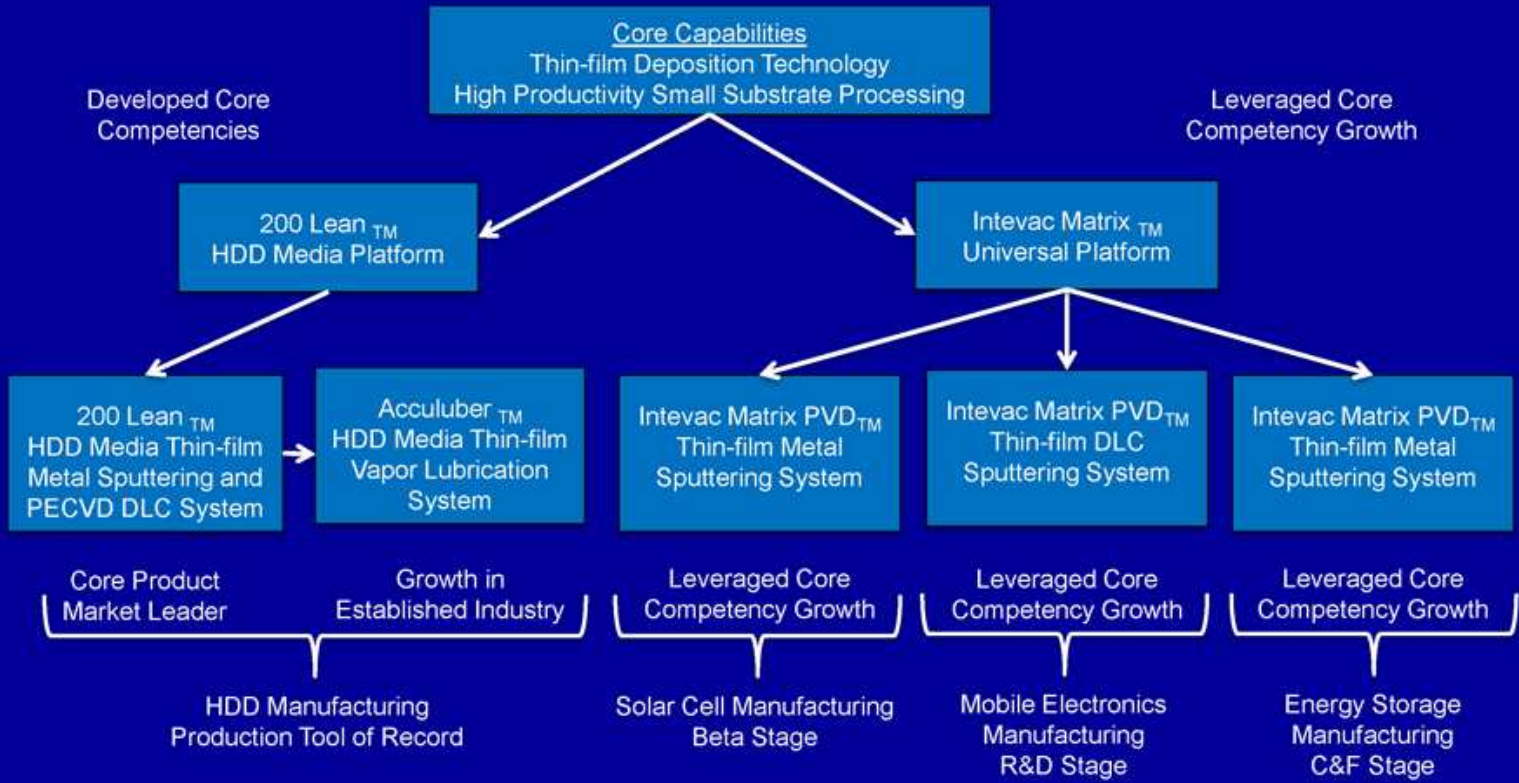 Core Capabilities
Thin-film Deposition Technology
High Productivity Small Substrate Processing
Developed Core
Competencies
Leveraged Core
Competency Growth
200 Lean TM
HDD Media Platform
Intevac Matrix TM
Universal Platform
200 Lean TM
HDD Media Thin-film
Metal Sputtering and
PECVD DLC System
Acculuber TM
HDD Media Thin-film
Vapor Lubrication
System
Intevac Matrix PVDTM
Thin-film Metal
Sputtering System
Intevac Matrix PVDTM
Thin-film DLC
Sputtering System
Intevac Matrix PVDTM
Thin-film Metal
Sputtering System
Core Product
Market Leader
Growth in
Established Industry
Leveraged Core
Competency Growth
Leveraged Core
Competency Growth
Leveraged Core
Competency Growth
HDD Manufacturing
Production Tool of Record
Solar Cell Manufacturing
Beta Stage
Mobile Electronics
Manufacturing
R&D Stage
Energy Storage
Manufacturing
C&F Stage